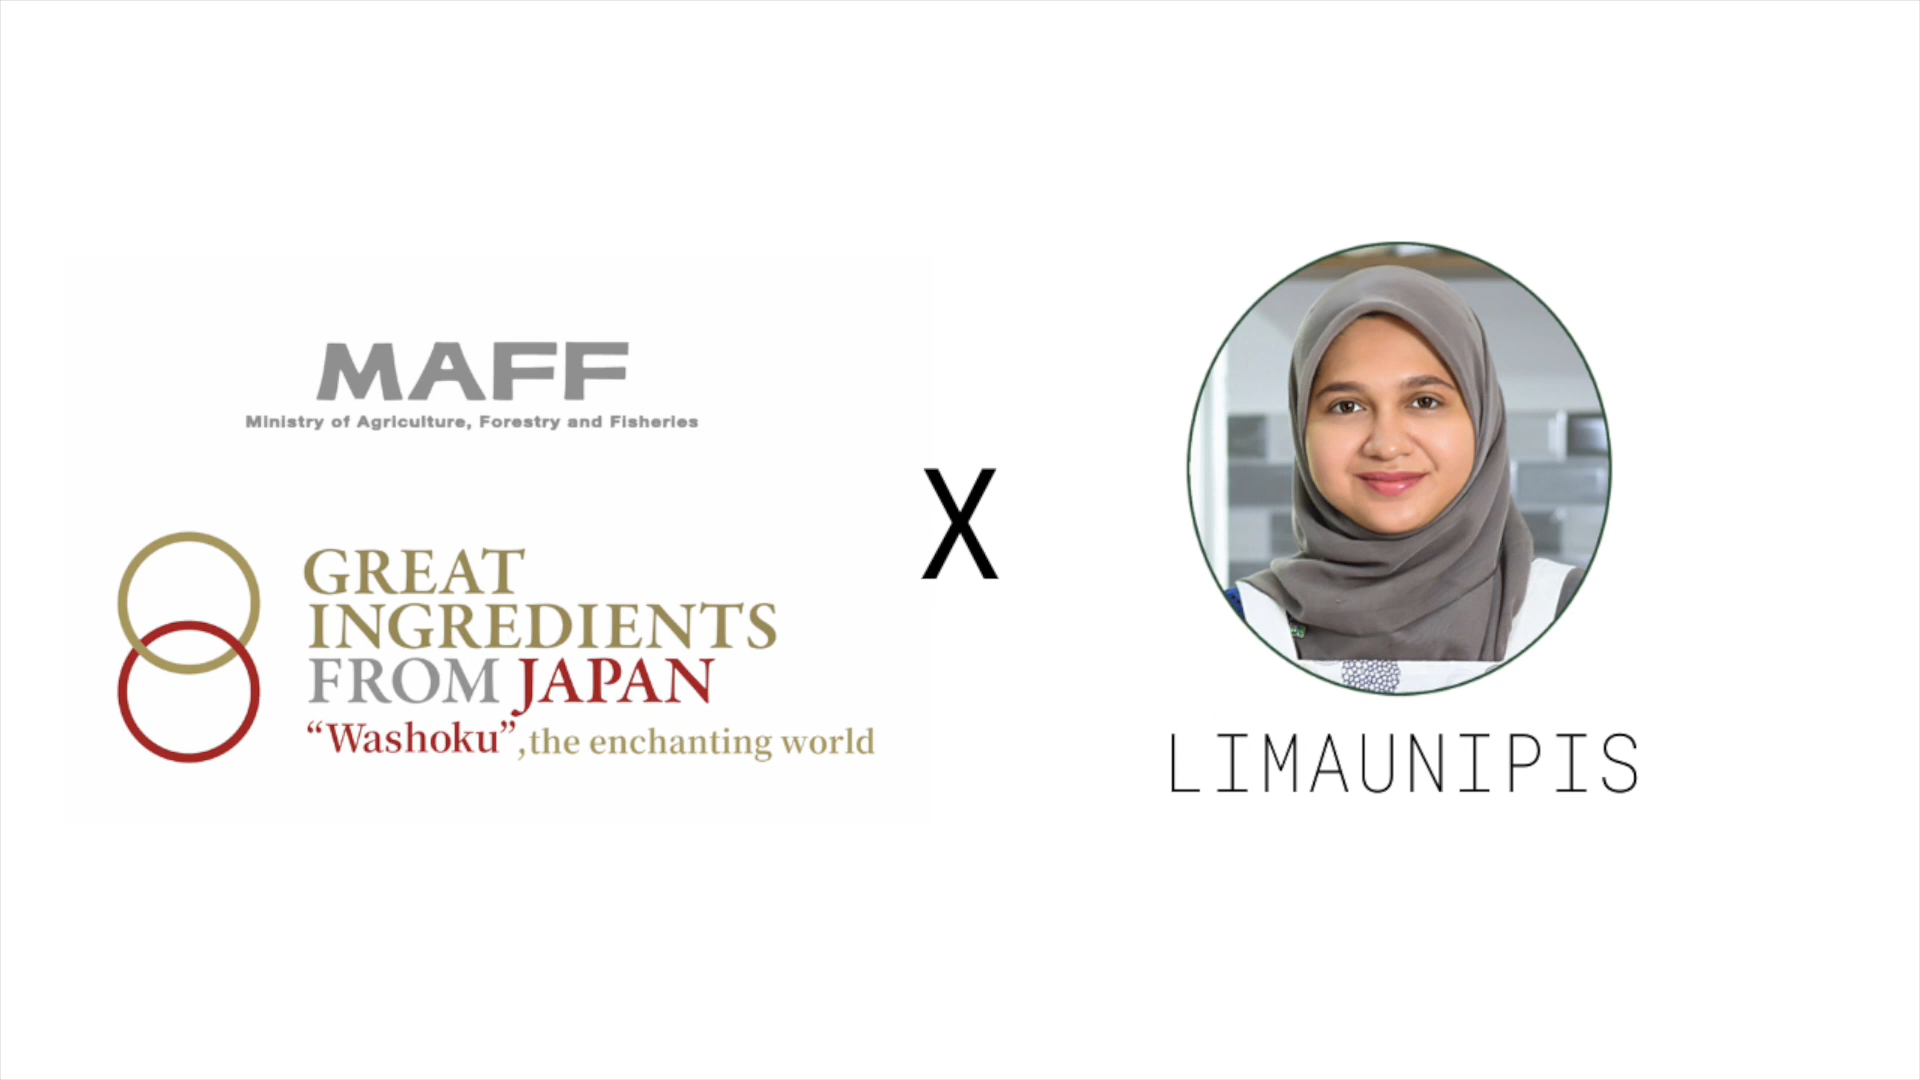 MAFF
Ministry of Agriculture, Forestry and Fisheries
GREAT
INGREDIENTS
FROM JAPAN
“Washoku”, the enchanting world
X
LIMAUNIPIS